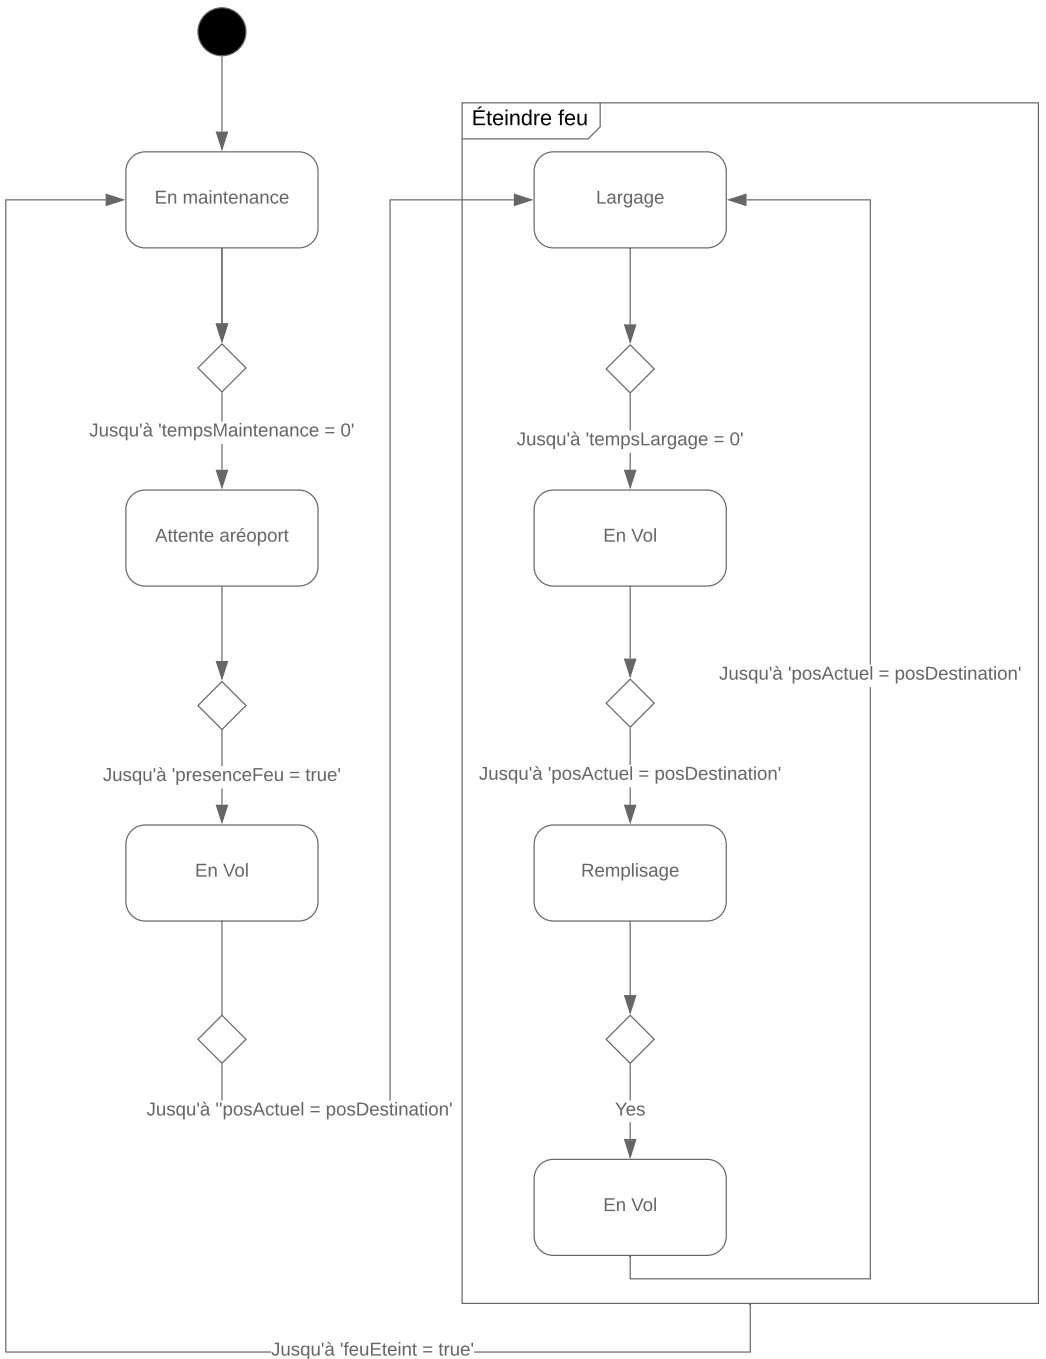 Éteindre feu
En maintenance
Largage
Jusqu'à 'tempsMaintenance = 0'
Jusqu'à 'tempsLargage = 0'
Attente aréoport
En Vol
Jusqu'à 'posActuel = posDestination'
Jusqu'à 'presenceFeu = true'
Jusqu'à 'posActuel = posDestination'
En Vol
Remplisage
Jusqu'à ''posActuel = posDestination'
Yes
En Vol
Jusqu'à 'feuEteint = true'